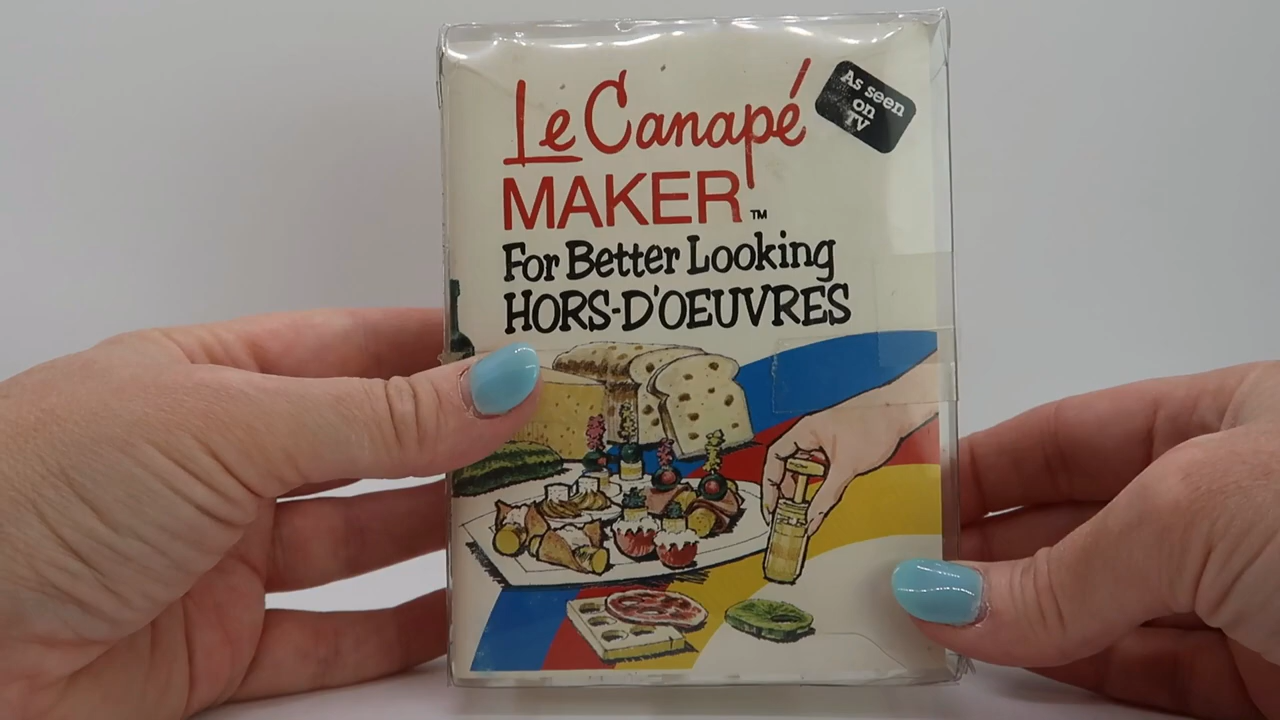 Le Canapé
MAKER™
For Better Looking
HORS-D'OEUVRES
As seen
on
TV